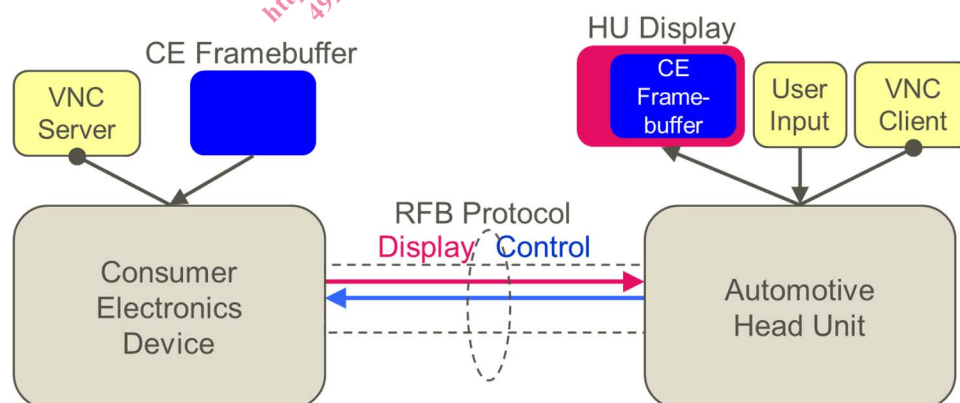 HU Display
CE Framebuffer
VNC
Server
CE
Frame-
buffer
User
Input
VNC
Client
RFB Protocol
Display Control
Consumer
Electronics
Device
Automotive
Head Unit